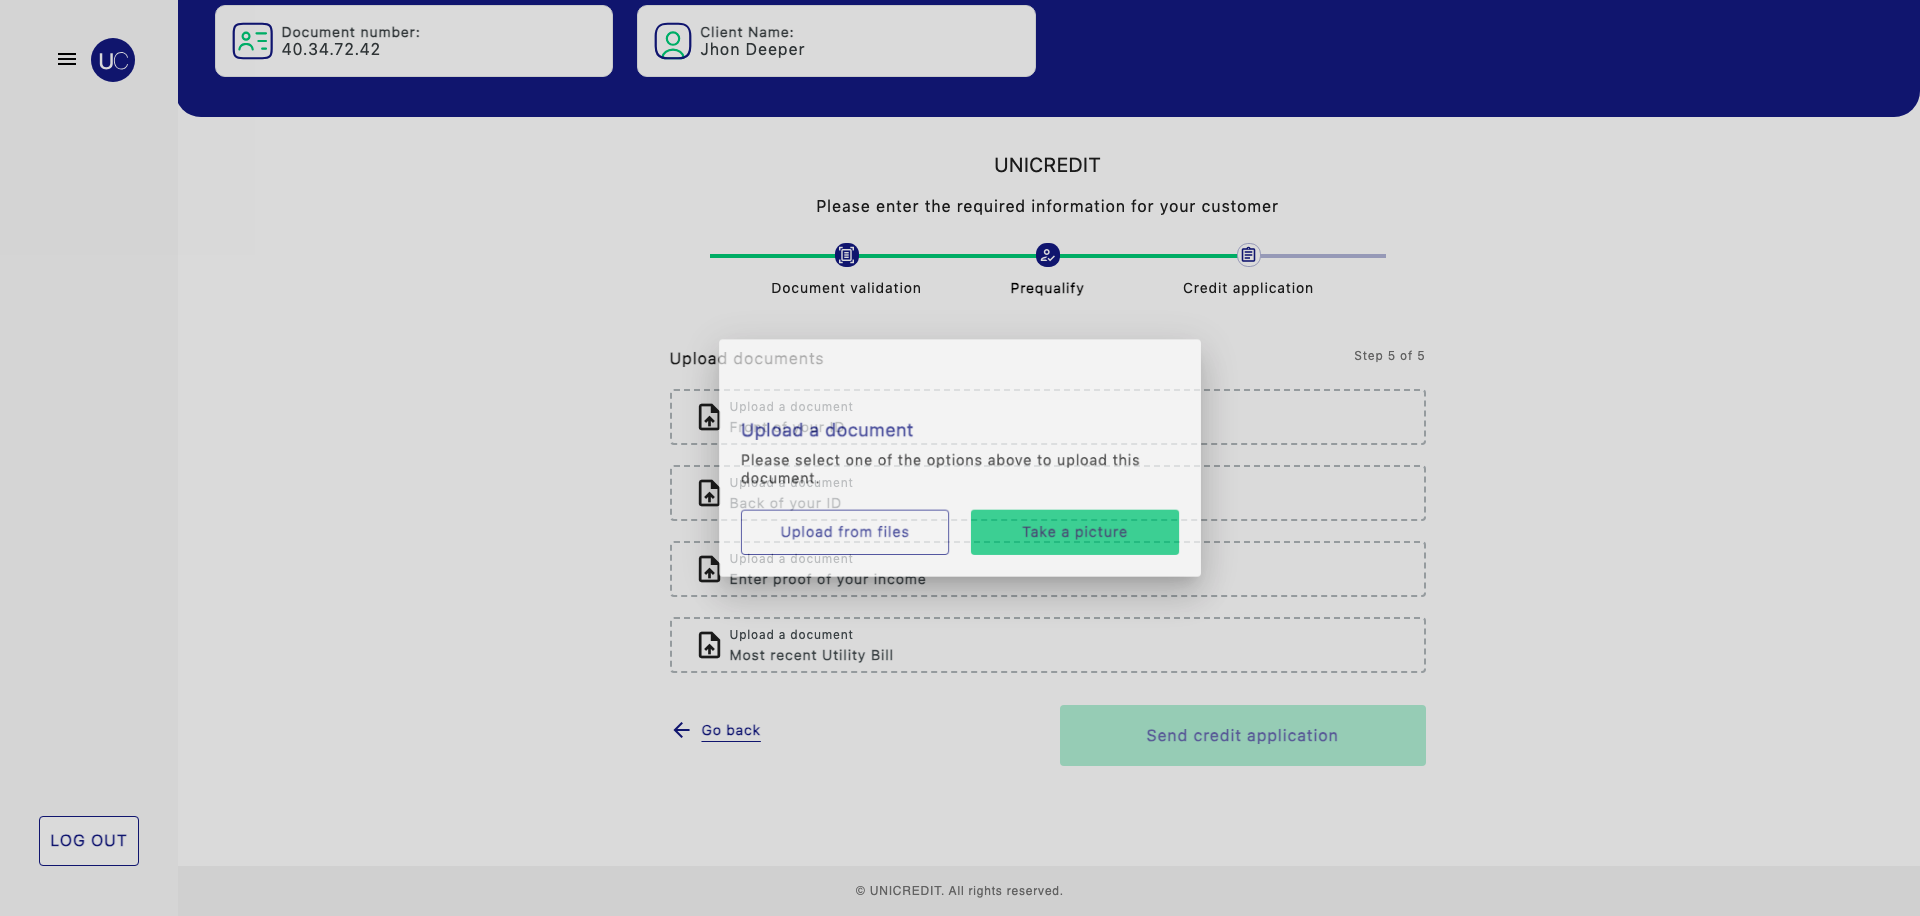 UC
Document number:
40.34.72.42
Client Name:
Jhon Deeper
UNICREDIT
Please enter the required information for your customer
Document validation
Prequalify
Credit application
Upload documents
Step 5 of 5
Upload a document
Front of your ID
Upload a document
Please select one of the options above to upload this
document.
Upload a document
Back of your ID
Upload from files
Take a picture
Upload a document
Enter proof of your income
Upload a document
Most recent Utility Bill
Go back
Send credit application
LOG OUT
© UNICREDIT. All rights reserved.